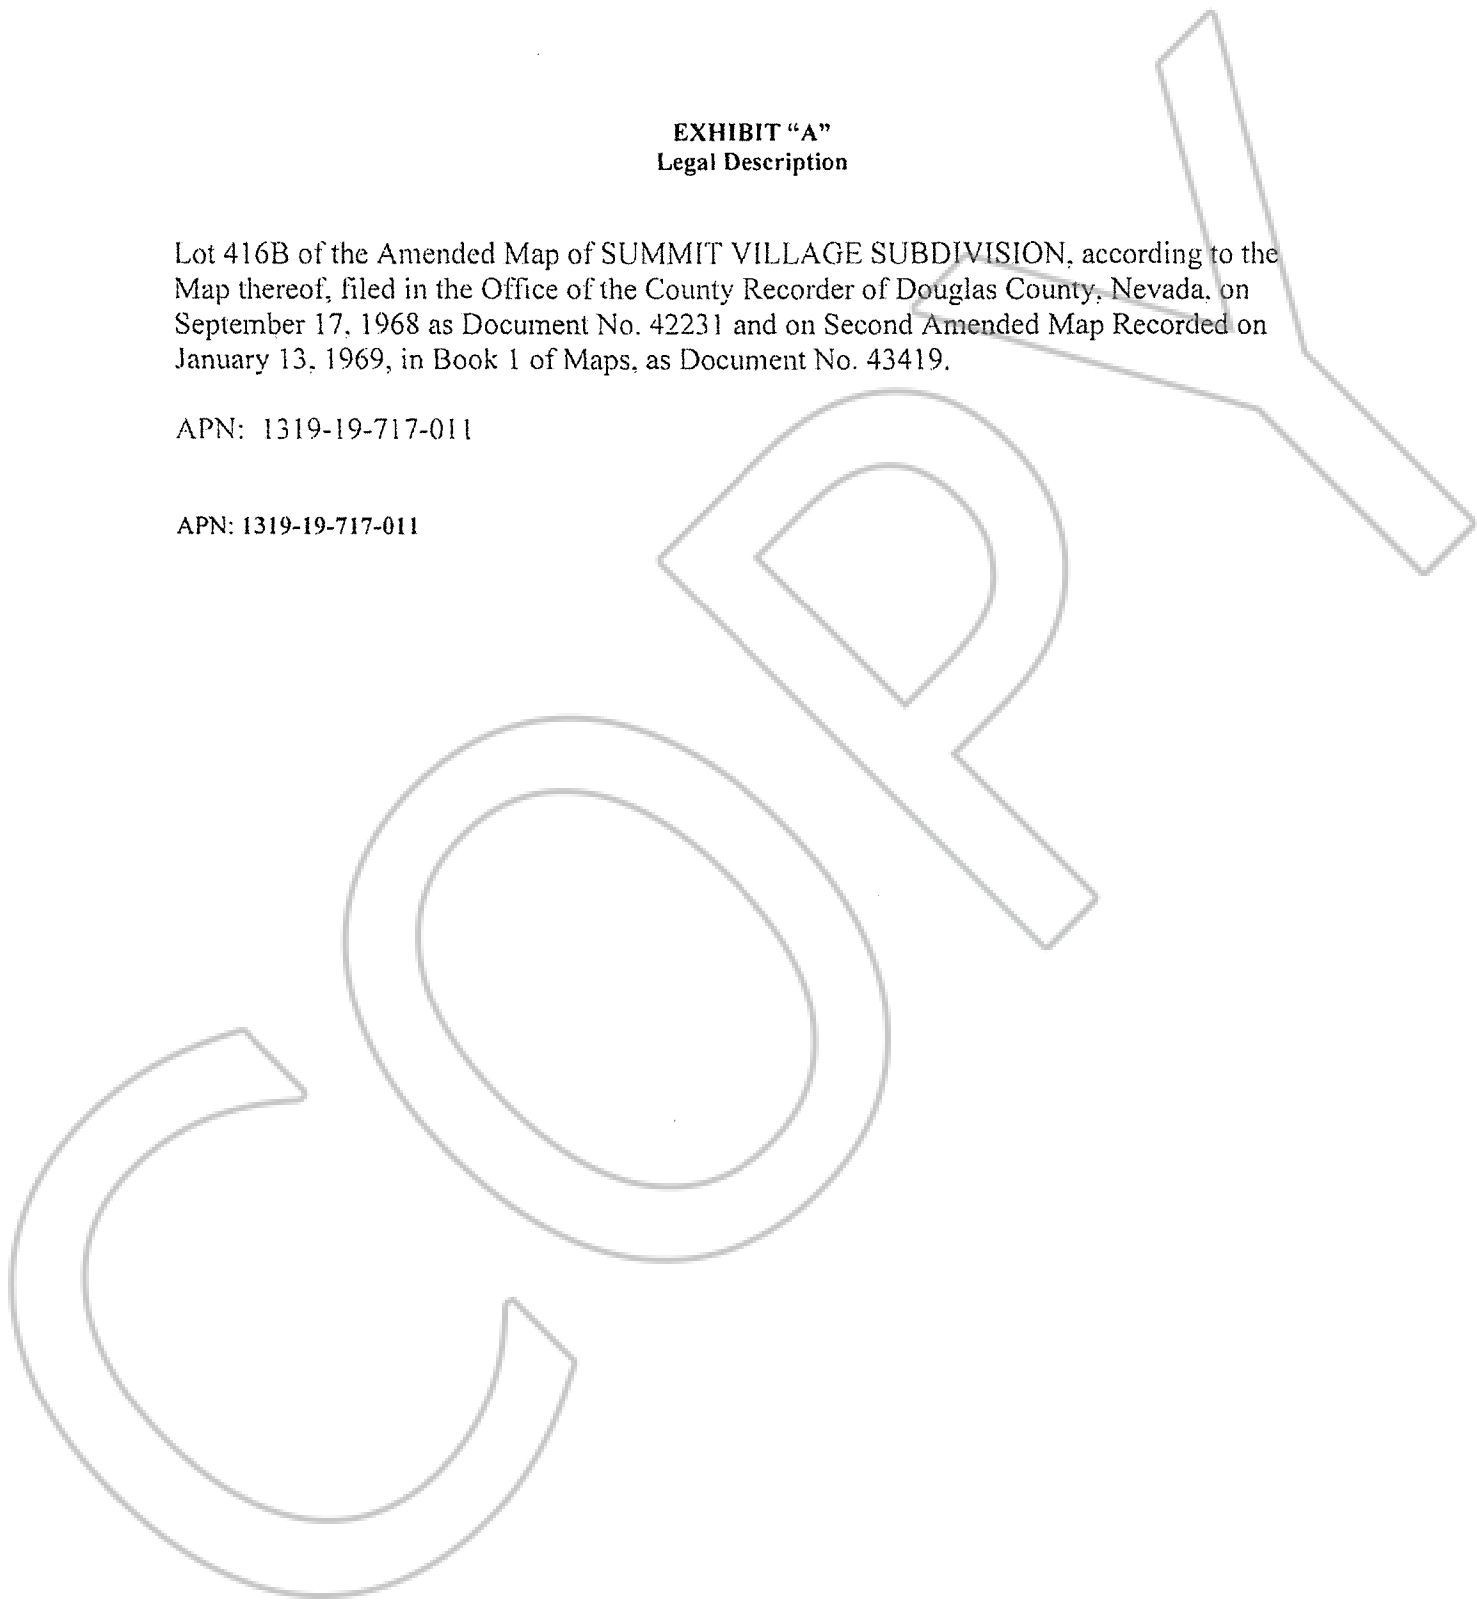 EXHIBIT “A”
Legal Description
Lot 416B of the Amended Map of SUMMIT VILLAGE SUBDIVISION, according to the
Map thereof, filed in the Office of the County Recorder of Douglas County, Nevada, on
September 17, 1968 as Document No. 42231 and on Second Amended Map Recorded on
January 13, 1969, in Book 1 of Maps, as Document No. 43419.
APN: 1319-19-717-011
APN: 1319-19-717-011
COPY